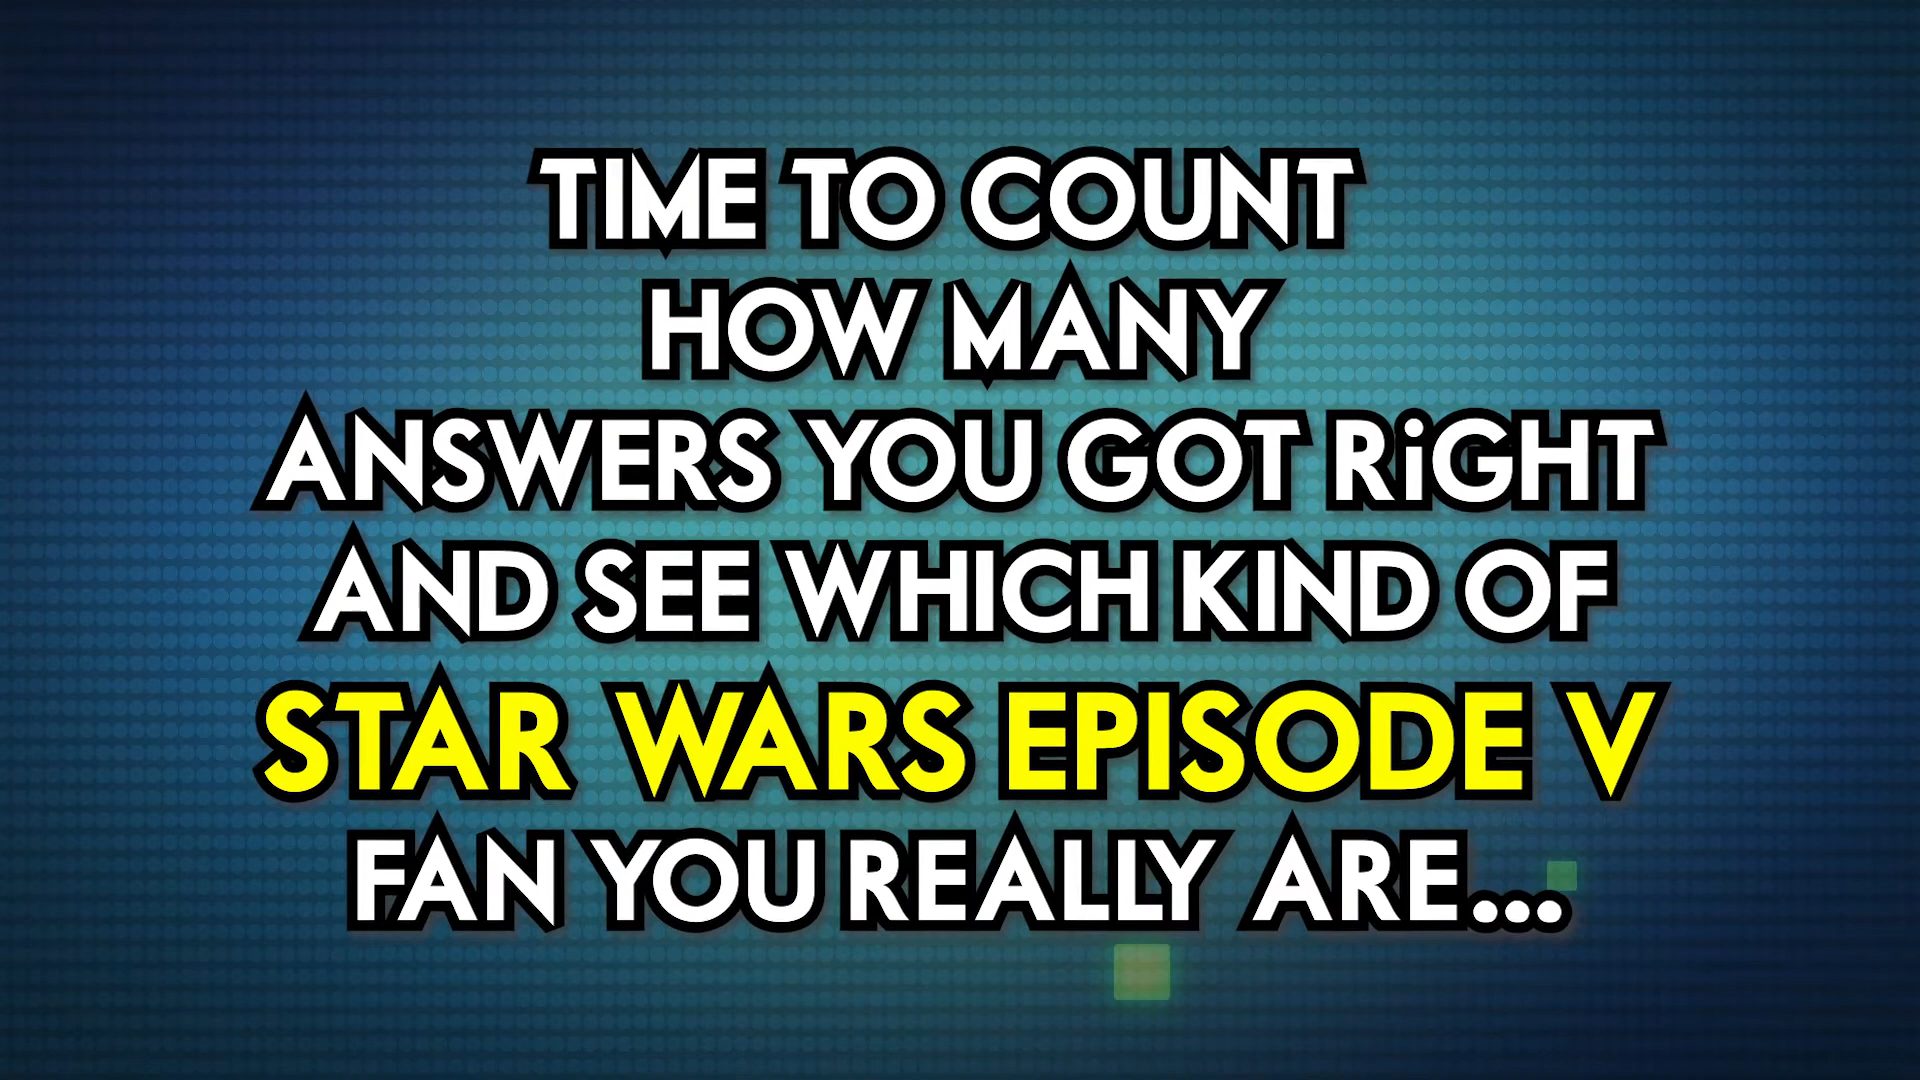 TIME TO COUNT
HOW MANY
ANSWERS YOU GOT RiGHT
AND SEE WHICH KIND OF
STAR WARS EPISODE V
FAN YOU REALLY ARE...